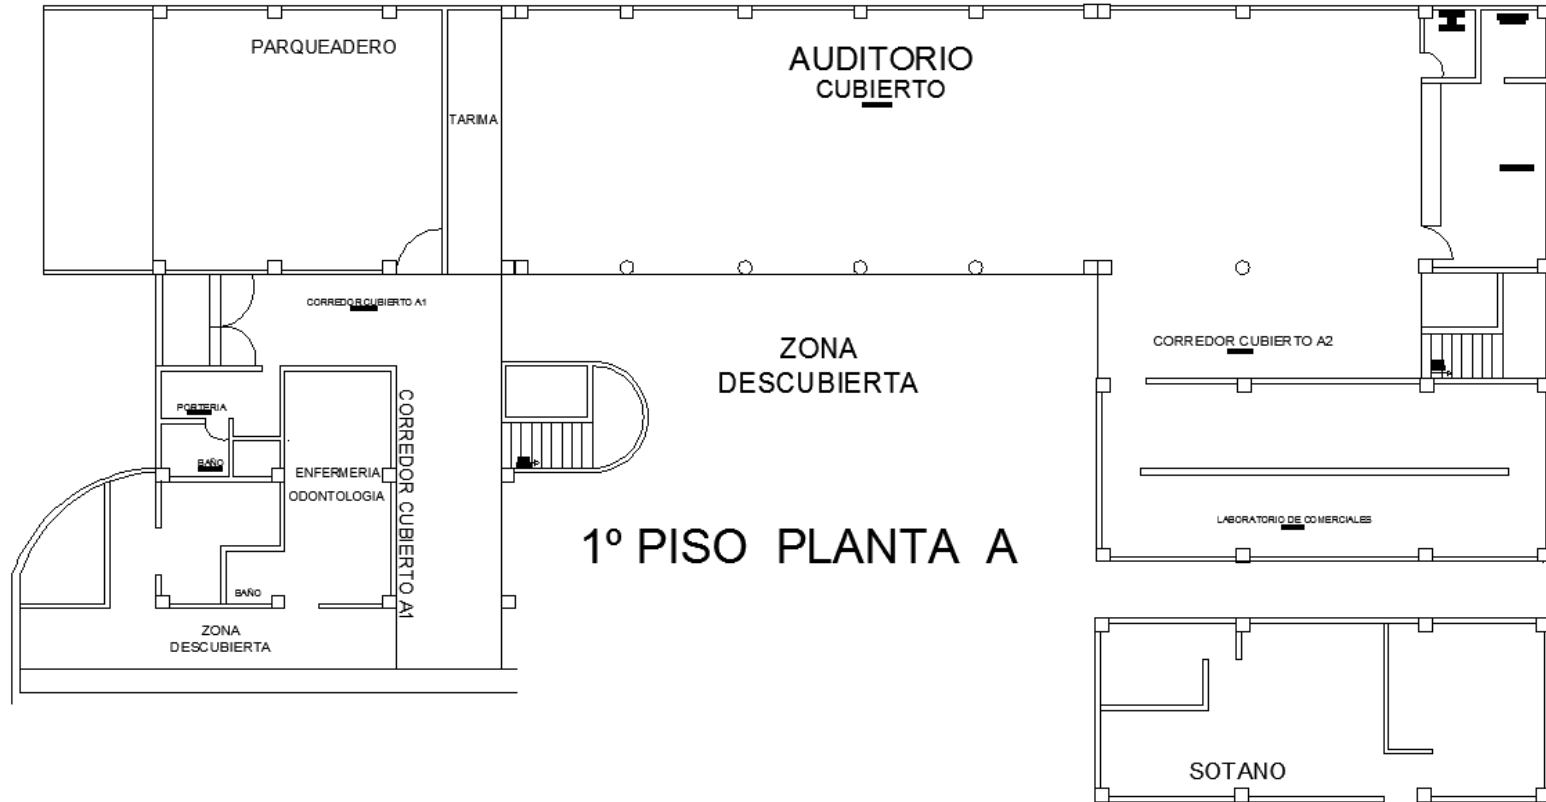 PARQUEADERO
AUDITORIO
CUBIERTO
TARIMA
CORREDOR CUBIERTO A1
ZONA
DESCUBIERTA
CORREDOR CUBIERTO A2
PORTERIA
CORREDOR CUBIERTO A1
BAÑO
ENFERMERIA
ODONTOLOGIA
LABORATORIO DE COMERCIALES
1º PISO PLANTA A
BAÑO
ZONA
DESCUBIERTA
SOTANO